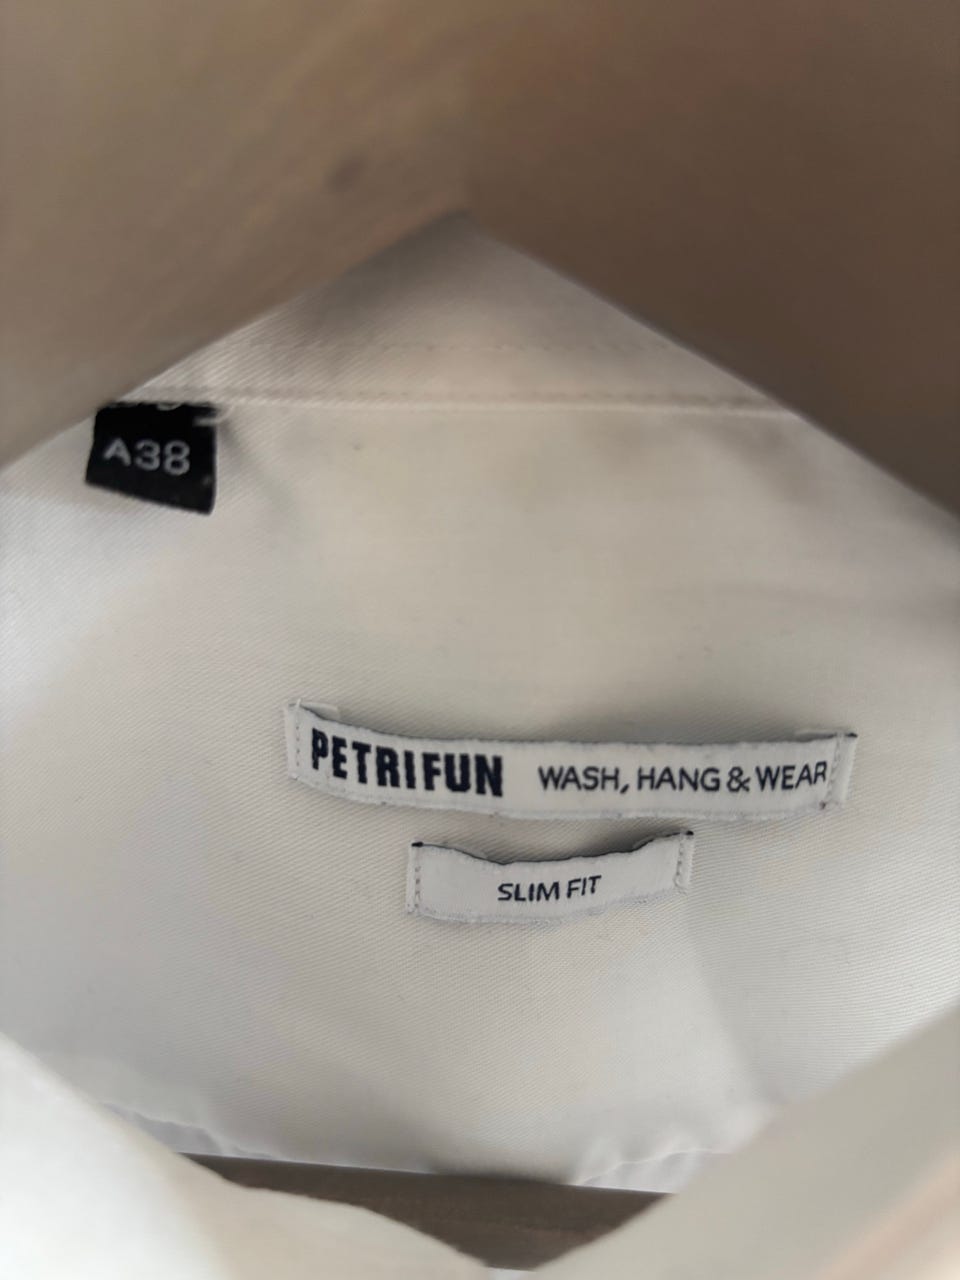 A38
PETRIFUN WASH, HANG & WEAR
SLIM FIT